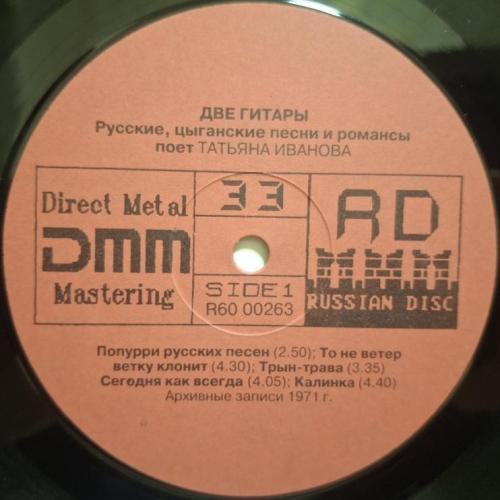 ДВЕ ГИТАРЫ
Русские, цыганские песни и романсы
поет ТАТЬЯНА ИВАНОВА
Direct Metal
DMM
Mastering
33
SIDE 1
R60 00263
RD
RUSSIAN DISC
Попурри русских песен (2.50); То не ветер
ветку клонит (4.30); Трын-трава (3.35)
Сегодня как всегда (4.05); Калинка (4.40)
Архивные записи 1971 г.